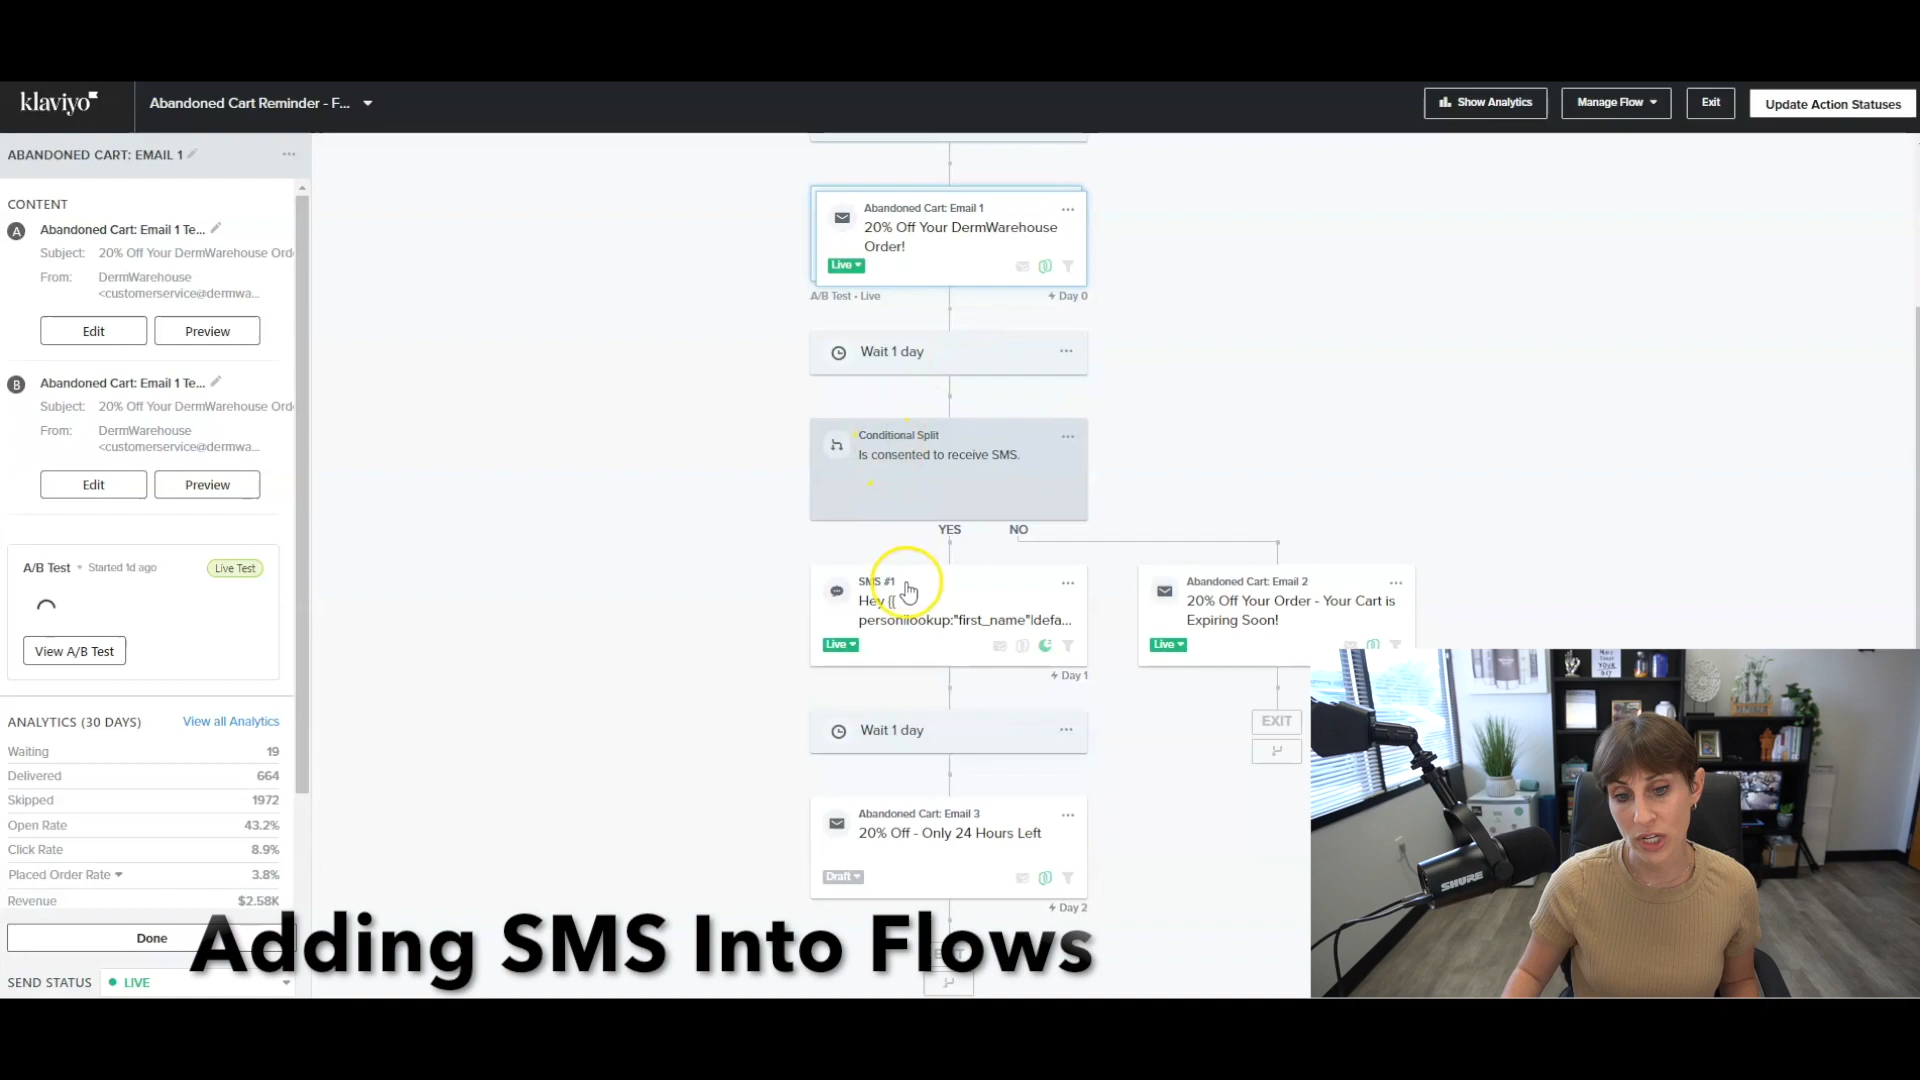 klaviyo
Abandoned Cart Reminder - F...
Show Analytics
Manage Flow
Exit
Update Action Statuses
ABANDONED CART: EMAIL 1
CONTENT
A
Abandoned Cart: Email 1 Te...
Subject: 20% Off Your DermWarehouse Ord
From: DermWarehouse
<customerservice@dermwa...
Edit
Preview
B
Abandoned Cart: Email 1 Te...
Subject: 20% Off Your DermWarehouse Ord
From: DermWarehouse
<customerservice@dermwa...
Edit
Preview
A/B Test • Started 1d ago
Live Test
View A/B Test
ANALYTICS (30 DAYS)
View all Analytics
Waiting 19
Delivered 664
Skipped 1972
Open Rate 43.2%
Click Rate 8.9%
Placed Order Rate 3.8%
Revenue $2.58K
Done
SEND STATUS
LIVE
Abandoned Cart: Email 1
20% Off Your DermWarehouse
Order!
Live
A/B Test • Live
Day 0
Wait 1 day
Conditional Split
Is consented to receive SMS.
YES
NO
SMS #1
Hey {{
person|lookup:"first_name"|defa...
Live
Day 1
Abandoned Cart: Email 2
20% Off Your Order - Your Cart is
Expiring Soon!
Live
EXIT
Wait 1 day
Abandoned Cart: Email 3
20% Off - Only 24 Hours Left
Draft
Day 2
Adding SMS Into Flows
SHURE